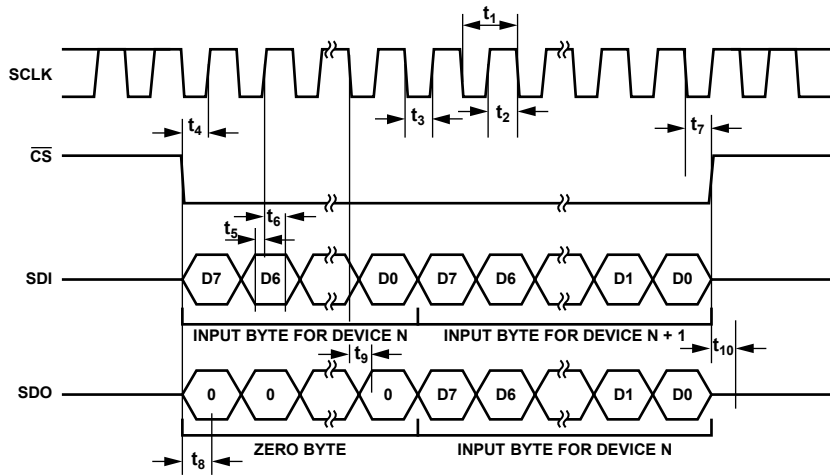 t1
SCLK
t4
t3
t2
t7
CS
t6
t5
SDI
D7
D6
D0
D7
D6
D1
D0
INPUT BYTE FOR DEVICE N
INPUT BYTE FOR DEVICE N + 1
t9
t10
SDO
0
0
0
D7
D6
D1
D0
ZERO BYTE
INPUT BYTE FOR DEVICE N
t8